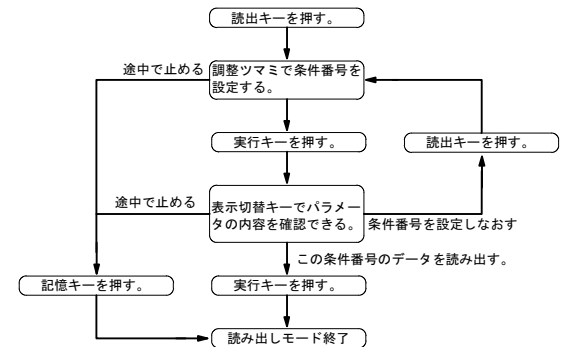 読出キーを押す。
途中で止める
調整ツマミで条件番号を
設定する。
実行キーを押す。
読出キーを押す。
途中で止める
表示切替キーでパラメー
タの内容を確認できる。
条件番号を設定しなおす
この条件番号のデータを読み出す。
記憶キーを押す。
実行キーを押す。
読み出しモード終了